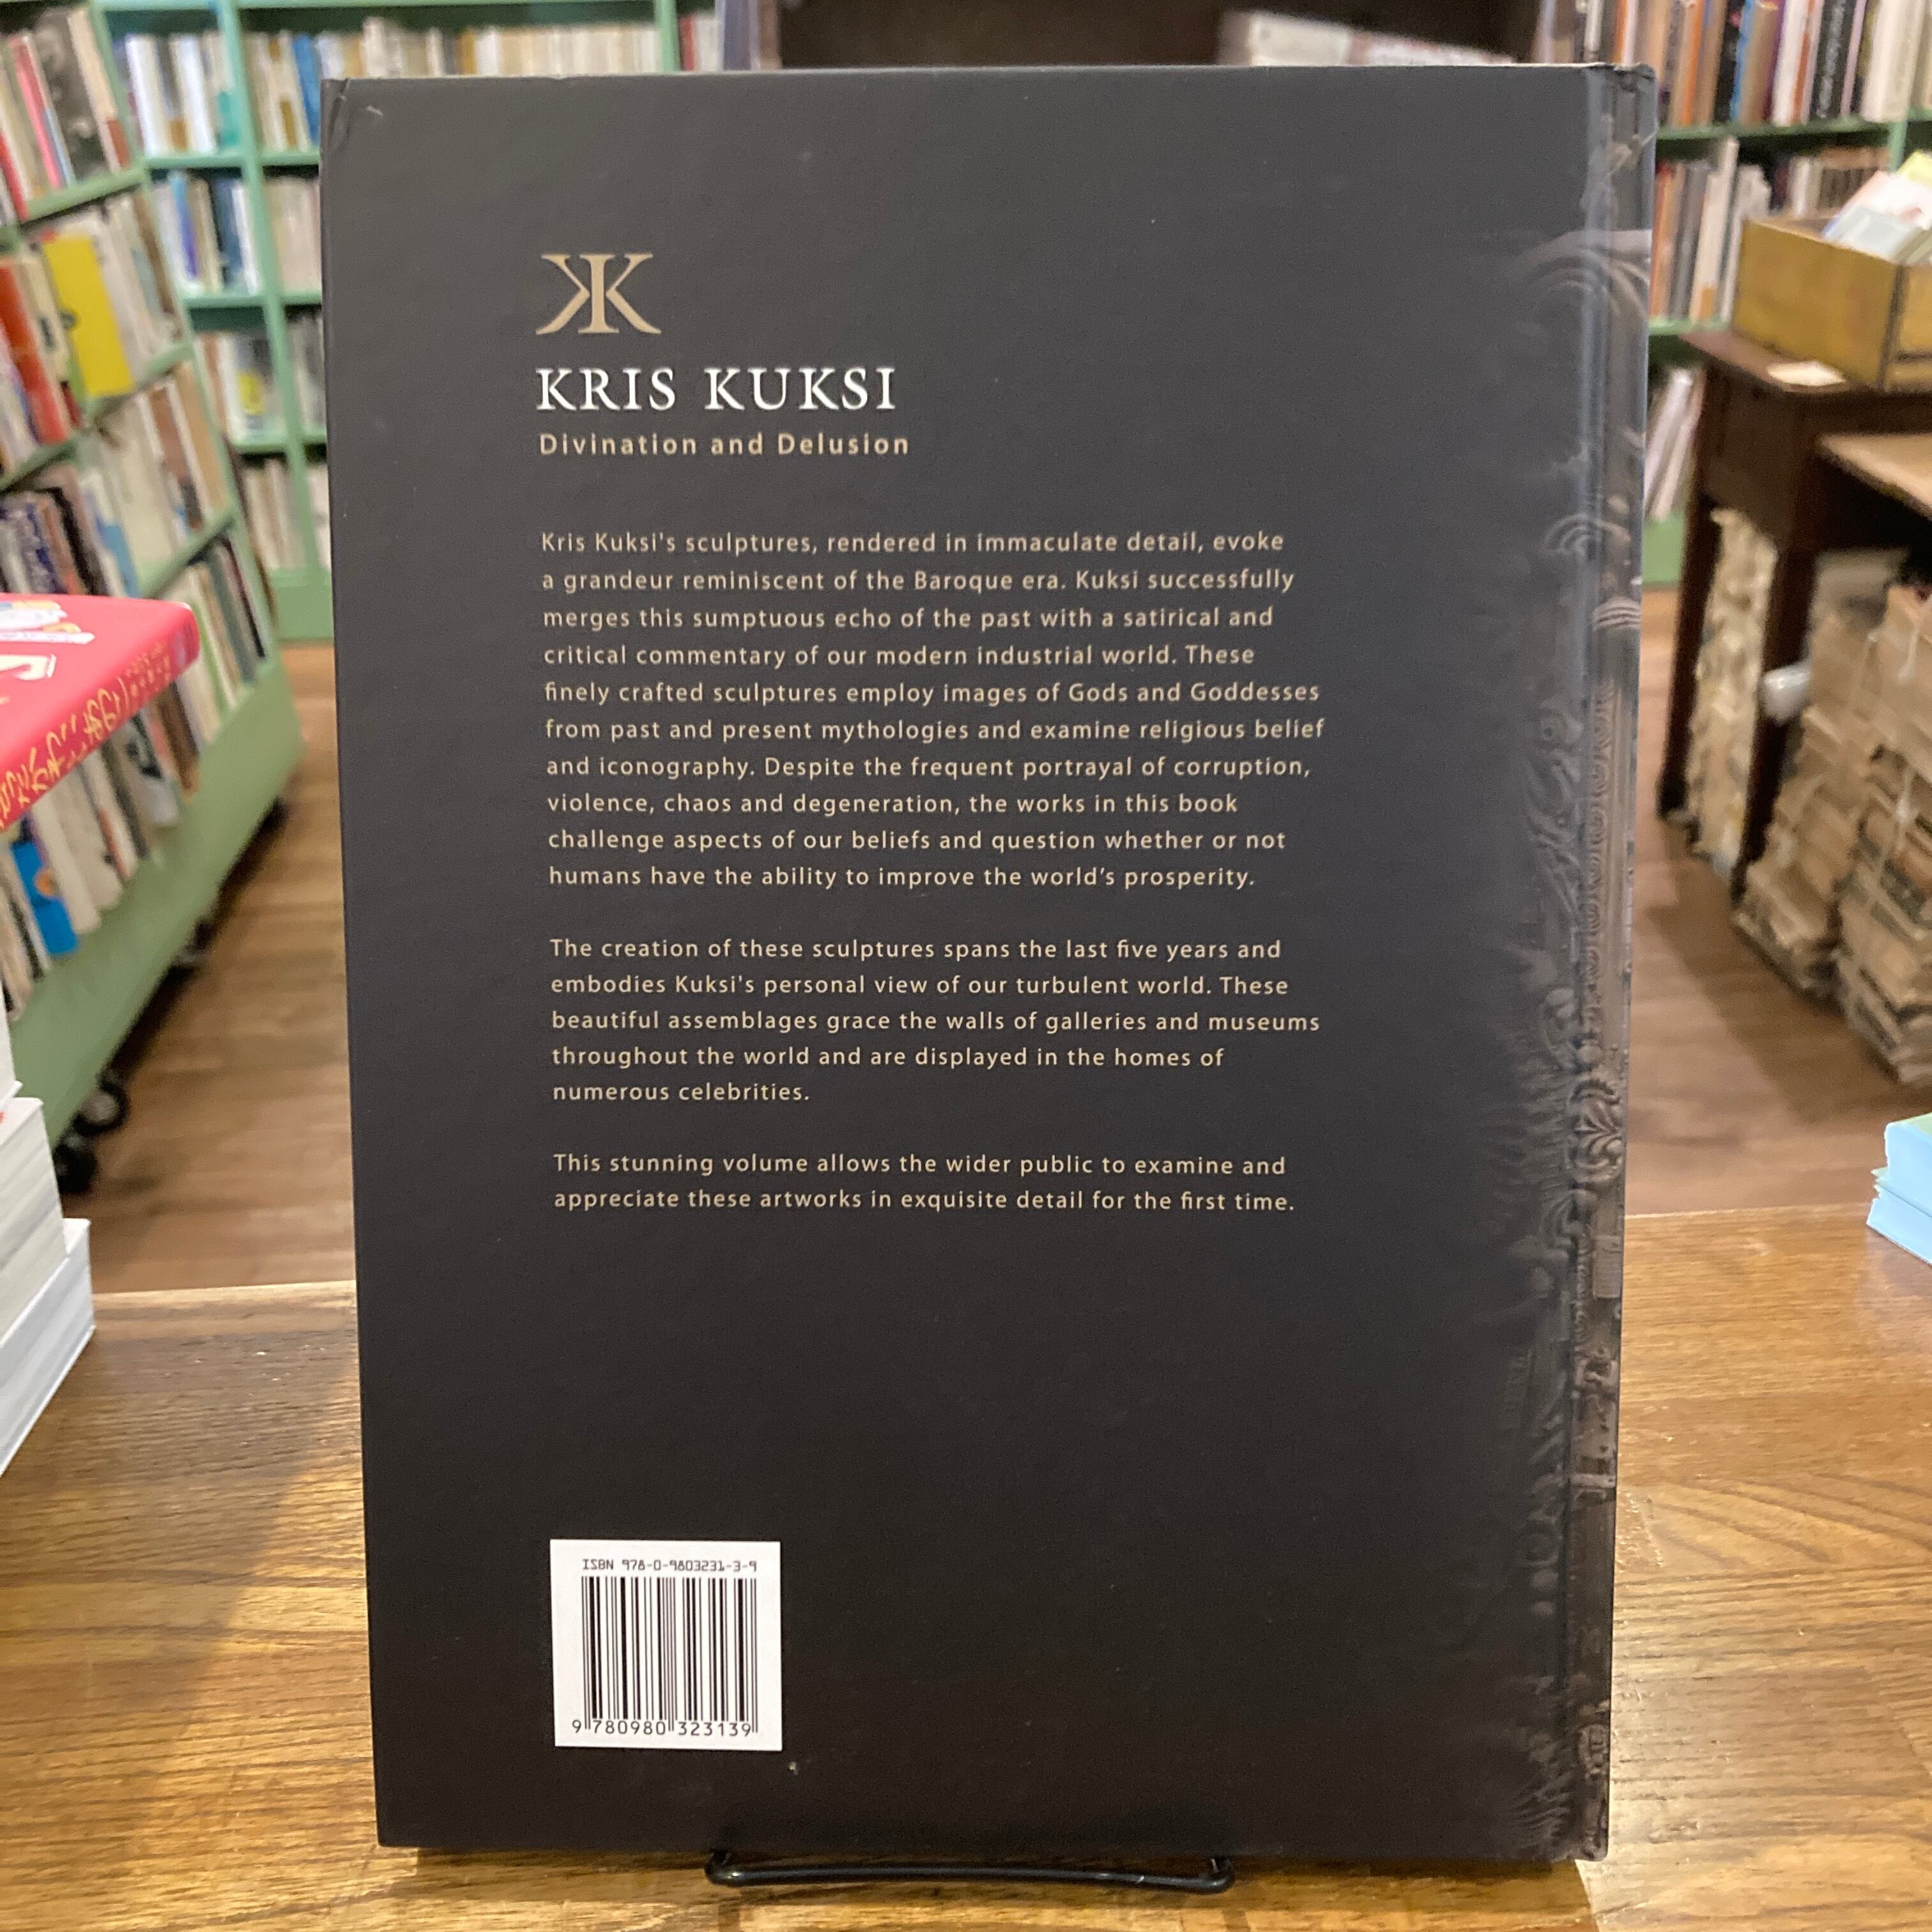 KK
KRIS KUKSI
Divination and Delusion
Kris Kuksi's sculptures, rendered in immaculate detail, evoke
a grandeur reminiscent of the Baroque era. Kuksi successfully
merges this sumptuous echo of the past with a satirical and
critical commentary of our modern industrial world. These
finely crafted sculptures employ images of Gods and Goddesses
from past and present mythologies and examine religious belief
and iconography. Despite the frequent portrayal of corruption,
violence, chaos and degeneration, the works in this book
challenge aspects of our beliefs and question whether or not
humans have the ability to improve the world’s prosperity.
The creation of these sculptures spans the last five years and
embodies Kuksi's personal view of our turbulent world. These
beautiful assemblages grace the walls of galleries and museums
throughout the world and are displayed in the homes of
numerous celebrities.
This stunning volume allows the wider public to examine and
appreciate these artworks in exquisite detail for the first time.
ISBN 978-0-9803231-3-9
9 780980 323139